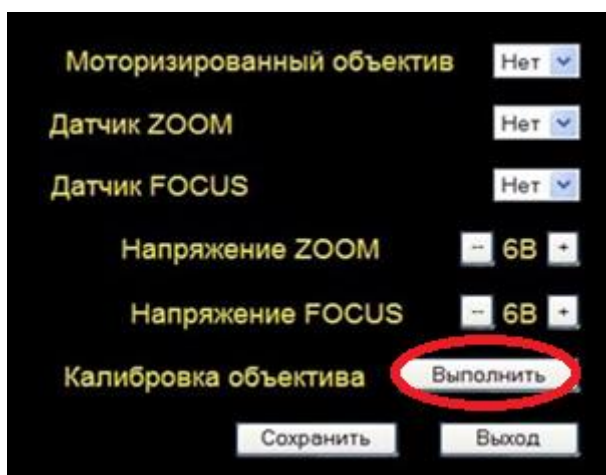 Моторизированный объектив Нет
Датчик ZOOM Нет
Датчик FOCUS Нет
Напряжение ZOOM -- 6В +
Напряжение FOCUS -- 6В +
Калибровка объектива Выполнить
Сохранить Выход